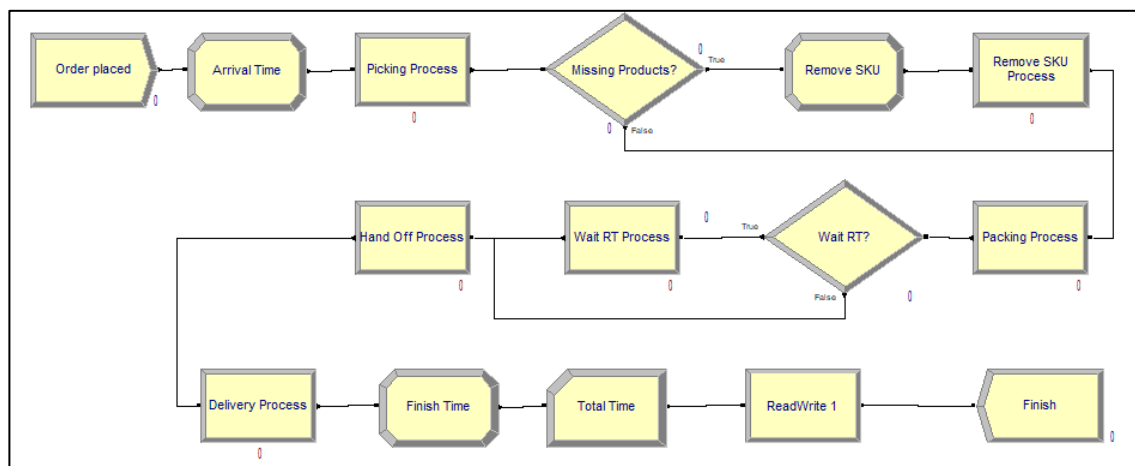 Order placed
0
Arrival Time
Picking Process
0
Missing Products?
0
True
0
False
Remove SKU
Remove SKU
Process
0
Hand Off Process
0
Wait RT Process
0
0
True
Wait RT?
False
0
Packing Process
0
Delivery Process
0
Finish Time
Total Time
ReadWrite 1
Finish
0